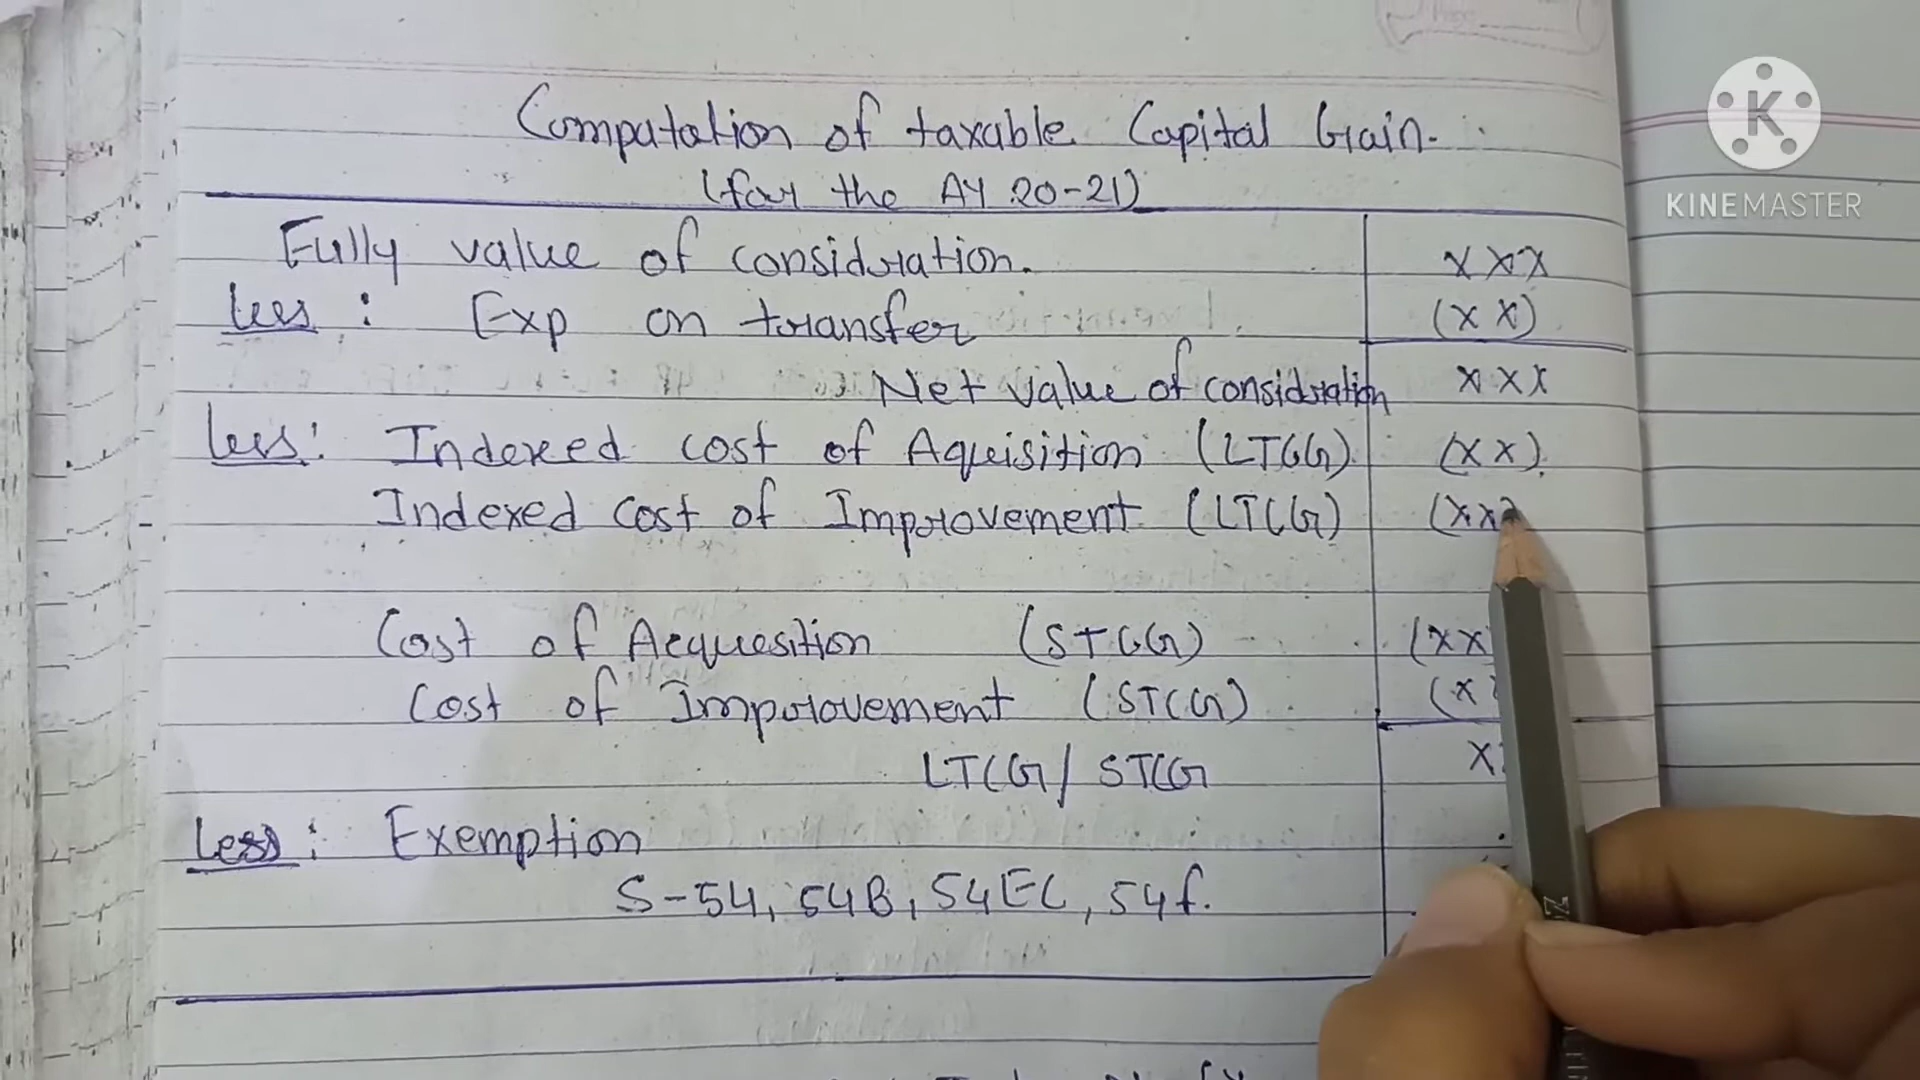 Computation of taxable Capital Gain.
(for the AY 20-21)
Fully value of considration. xxx
Less: Exp on transfer (xx)
Net value of considration xxx
Less: Indexed cost of Aquisition (LTCG) (xx)
Indexed cost of Improvement (LTCG) (xx)
Cost of Acquesition (STCG) (xx
Cost of Improvement (STCG) (x
LTCG/STCG x
Less: Exemption
S-54, 54B, 54EC, 54f.
KINEMASTER